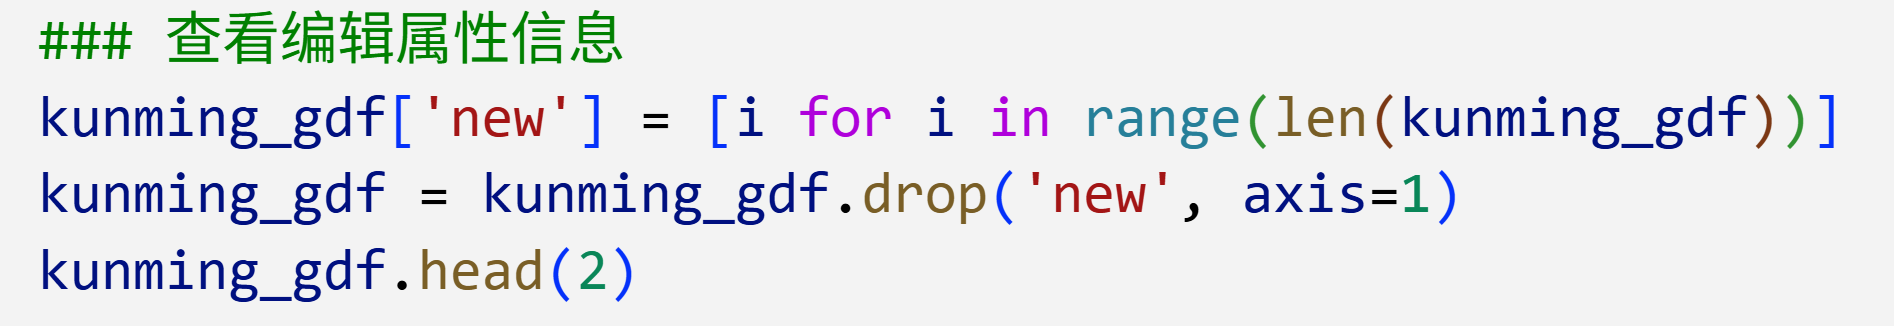 ### 查看编辑属性信息
kunming_gdf['new'] = [i for i in range(len(kunming_gdf))]
kunming_gdf = kunming_gdf.drop('new', axis=1)
kunming_gdf.head(2)